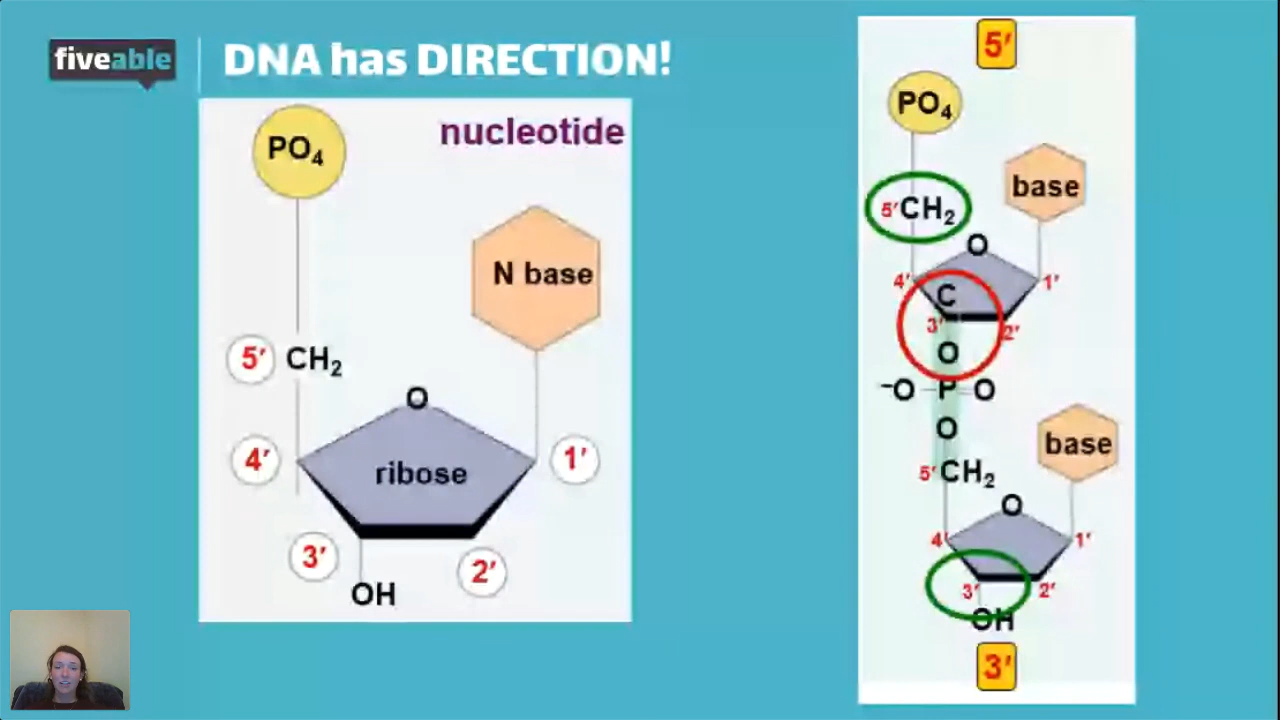 fiveable
DNA has DIRECTION!
nucleotide
PO₄
N base
5′ CH₂
O
4′ ribose 1′
3′ 2′
OH
5′
PO₄
base
5′CH₂
O
4′ 1′
C
3′ 2′
O
⁻O P O
O
base
5′CH₂
O
4′ 1′
3′ 2′
OH
3′